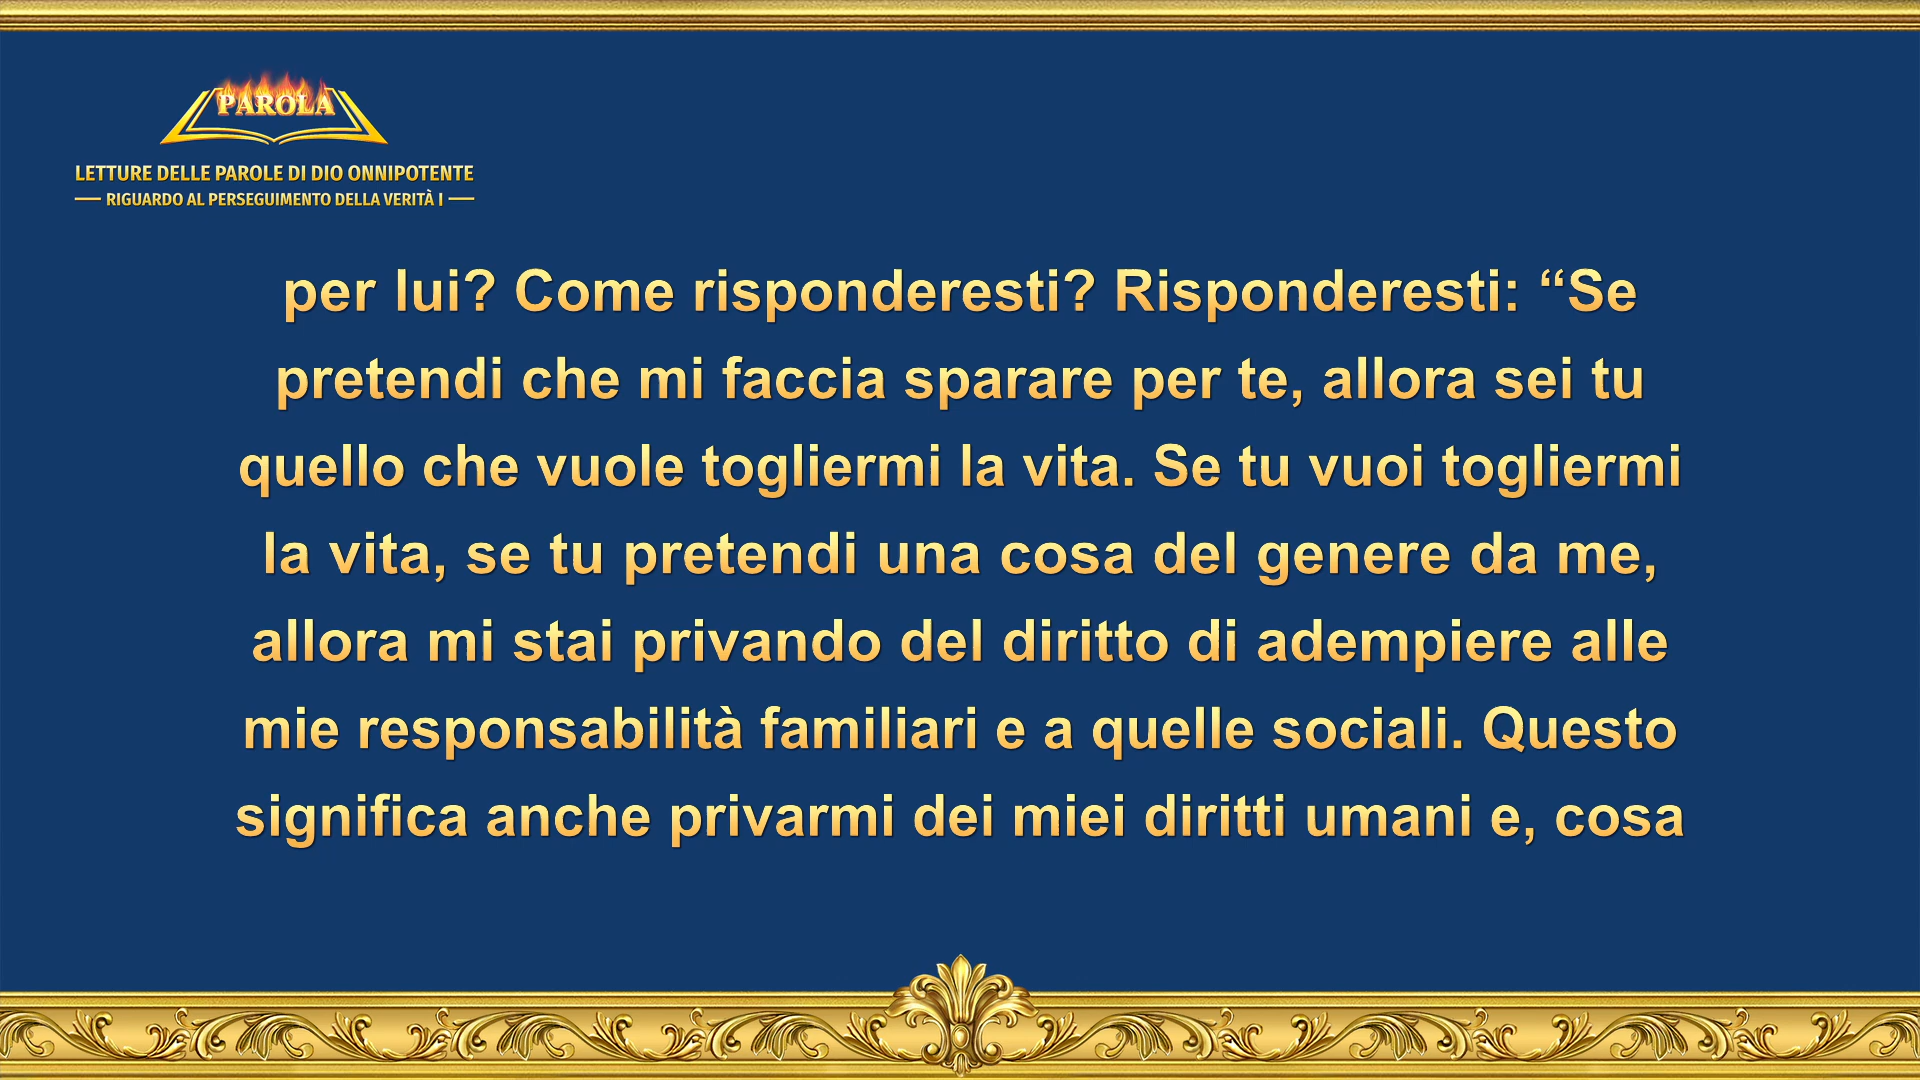 PAROLA
LETTURE DELLE PAROLE DI DIO ONNIPOTENTE
RIGUARDO AL PERSEGUIMENTO DELLA VERITÀ I
per lui? Come risponderesti? Risponderesti: “Se
pretendi che mi faccia sparare per te, allora sei tu
quello che vuole togliermi la vita. Se tu vuoi togliermi
la vita, se tu pretendi una cosa del genere da me,
allora mi stai privando del diritto di adempiere alle
mie responsabilità familiari e a quelle sociali. Questo
significa anche privarmi dei miei diritti umani e, cosa